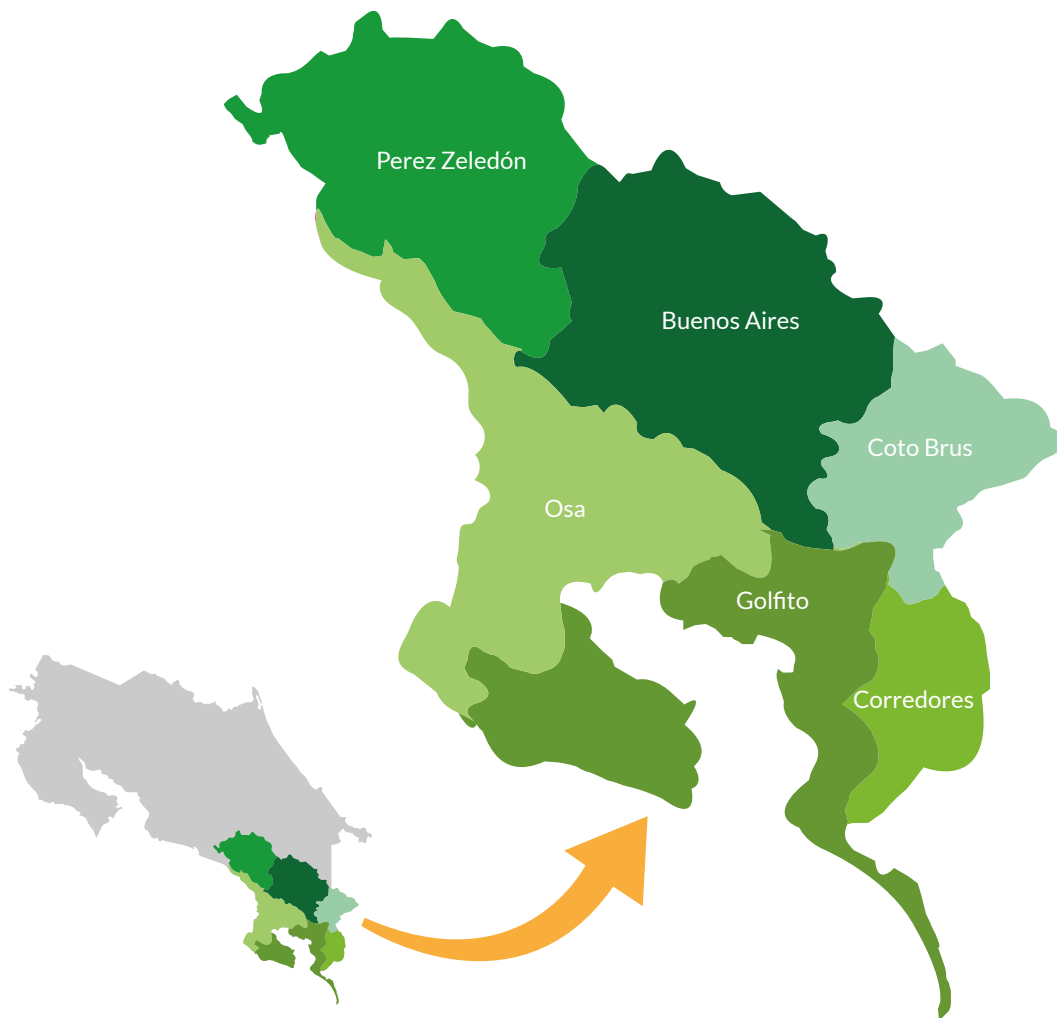 Perez Zeledón
Buenos Aires
Coto Brus
Osa
Golfito
Corredores